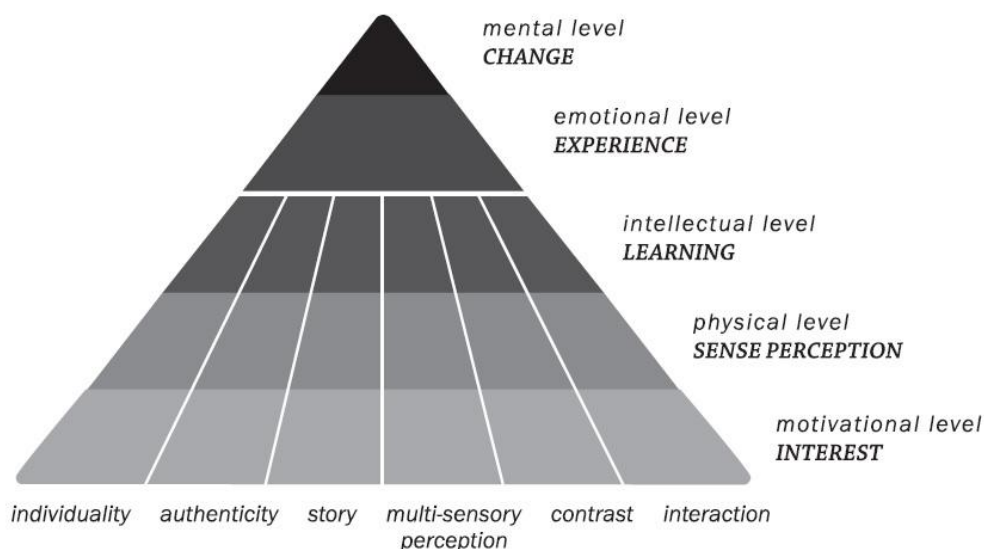 mental level
CHANGE
emotional level
EXPERIENCE
intellectual level
LEARNING
physical level
SENSE PERCEPTION
motivational level
INTEREST
individuality authenticity story multi-sensory contrast interaction
perception